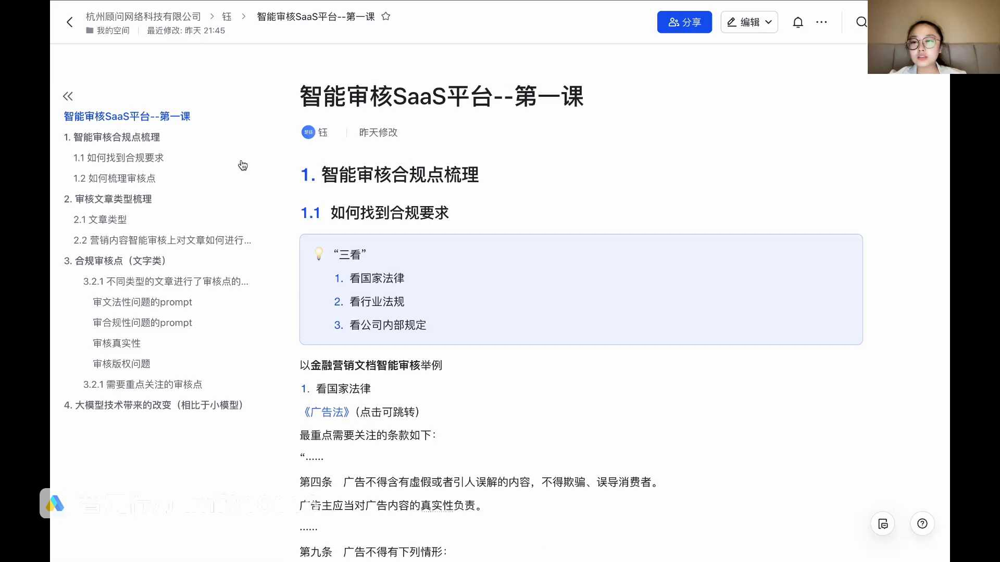 杭州顾问网络科技有限公司 > 钰 > 智能审核SaaS平台--第一课
我的空间 | 最近修改: 昨天 21:45
分享
编辑
智能审核SaaS平台--第一课
1. 智能审核合规点梳理
1.1 如何找到合规要求
1.2 如何梳理审核点
2. 审核文章类型梳理
2.1 文章类型
2.2 营销内容智能审核上对文章如何进行...
3. 合规审核点（文字类）
3.2.1 不同类型的文章进行了审核点的...
审文法性问题的prompt
审合规性问题的prompt
审核真实性
审核版权问题
3.2.1 需要重点关注的审核点
4. 大模型技术带来的改变（相比于小模型）
智能审核SaaS平台--第一课
钰 | 昨天修改
1. 智能审核合规点梳理
1.1 如何找到合规要求
“三看”
1. 看国家法律
2. 看行业法规
3. 看公司内部规定
以金融营销文档智能审核举例
1. 看国家法律
《广告法》（点击可跳转）
最重点需要关注的条款如下：
“......
第四条 广告不得含有虚假或者引人误解的内容，不得欺骗、误导消费者。
广告主应当对广告内容的真实性负责。
......
第九条 广告不得有下列情形：